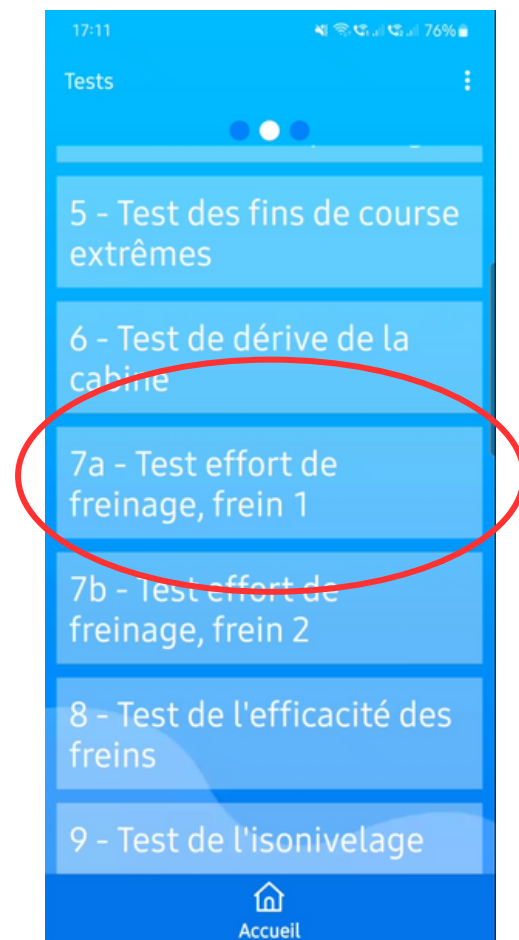 17:11 76%
Tests
5 - Test des fins de course
extrêmes
6 - Test de dérive de la
cabine
7a - Test effort de
freinage, frein 1
7b - Test effort de
freinage, frein 2
8 - Test de l'efficacité des
freins
9 - Test de l'isonivelage
Accueil